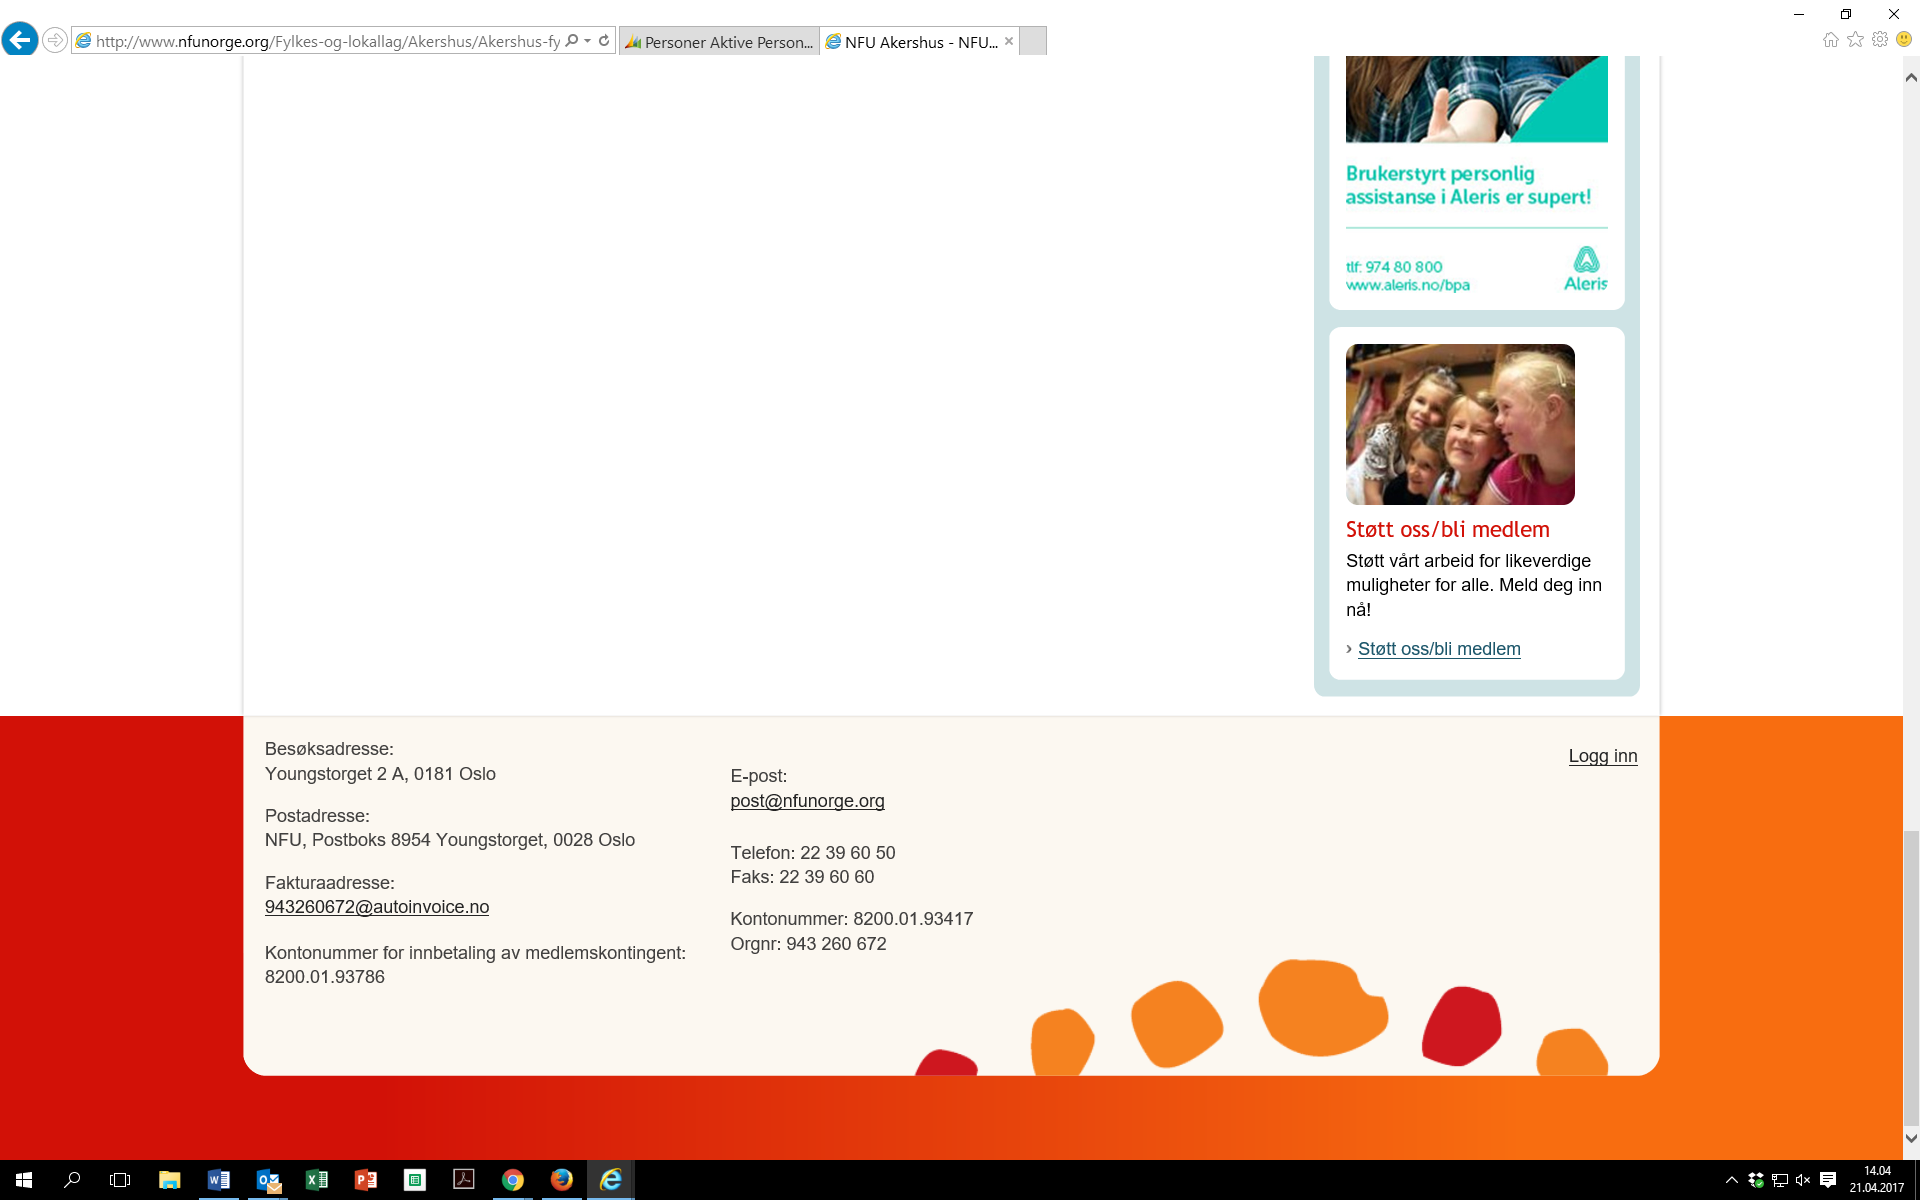 http://www.nfunorge.org/Fylkes-og-lokallag/Akershus/Akershus-fy
Personer Aktive Person...
NFU Akershus - NFU...
Brukerstyrt personlig
assistanse i Aleris er supert!
tlf: 974 80 800
www.aleris.no/bpa
Aleris
Støtt oss/bli medlem
Støtt vårt arbeid for likeverdige
muligheter for alle. Meld deg inn
nå!
› Støtt oss/bli medlem
Besøksadresse:
Youngstorget 2 A, 0181 Oslo
Postadresse:
NFU, Postboks 8954 Youngstorget, 0028 Oslo
Fakturaadresse:
943260672@autoinvoice.no
Kontonummer for innbetaling av medlemskontingent:
8200.01.93786
E-post:
post@nfunorge.org
Telefon: 22 39 60 50
Faks: 22 39 60 60
Kontonummer: 8200.01.93417
Orgnr: 943 260 672
Logg inn
14.04
21.04.2017